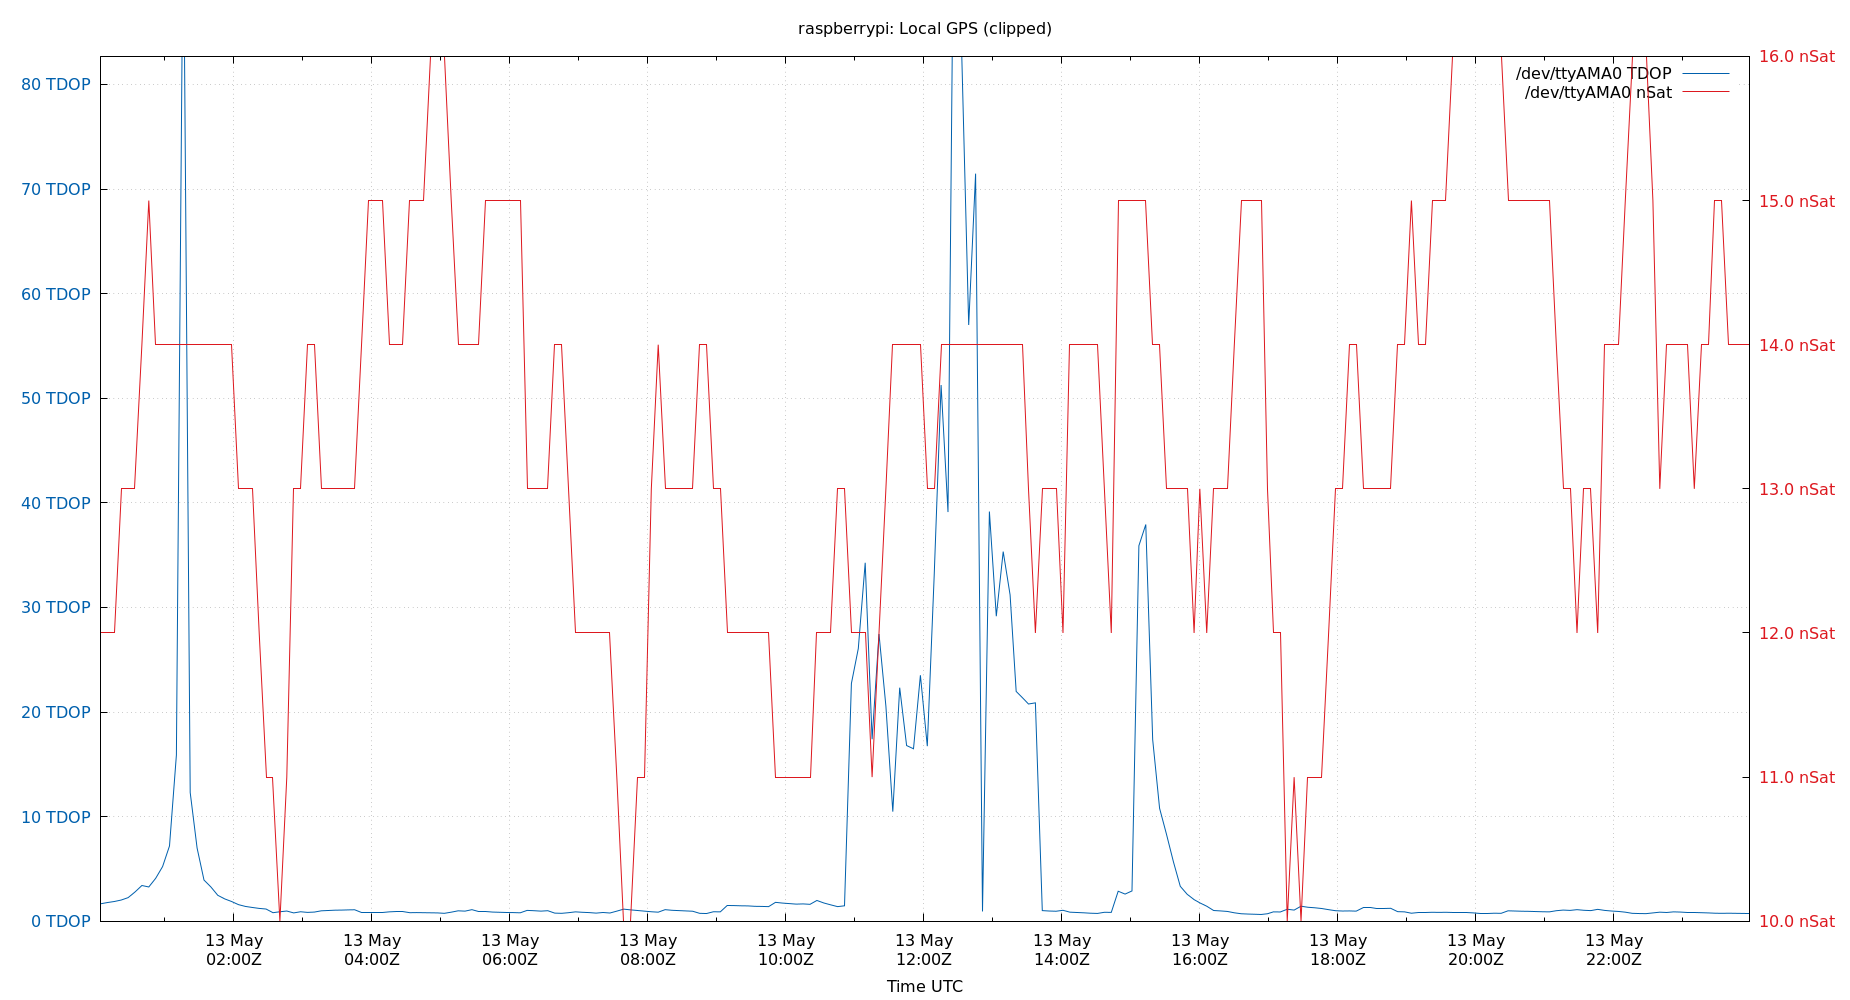 raspberrypi: Local GPS (clipped)
/dev/ttyAMA0 TDOP
/dev/ttyAMA0 nSat
80 TDOP
70 TDOP
60 TDOP
50 TDOP
40 TDOP
30 TDOP
20 TDOP
10 TDOP
0 TDOP
16.0 nSat
15.0 nSat
14.0 nSat
13.0 nSat
12.0 nSat
11.0 nSat
10.0 nSat
13 May
02:00Z
13 May
04:00Z
13 May
06:00Z
13 May
08:00Z
13 May
10:00Z
13 May
12:00Z
13 May
14:00Z
13 May
16:00Z
13 May
18:00Z
13 May
20:00Z
13 May
22:00Z
Time UTC